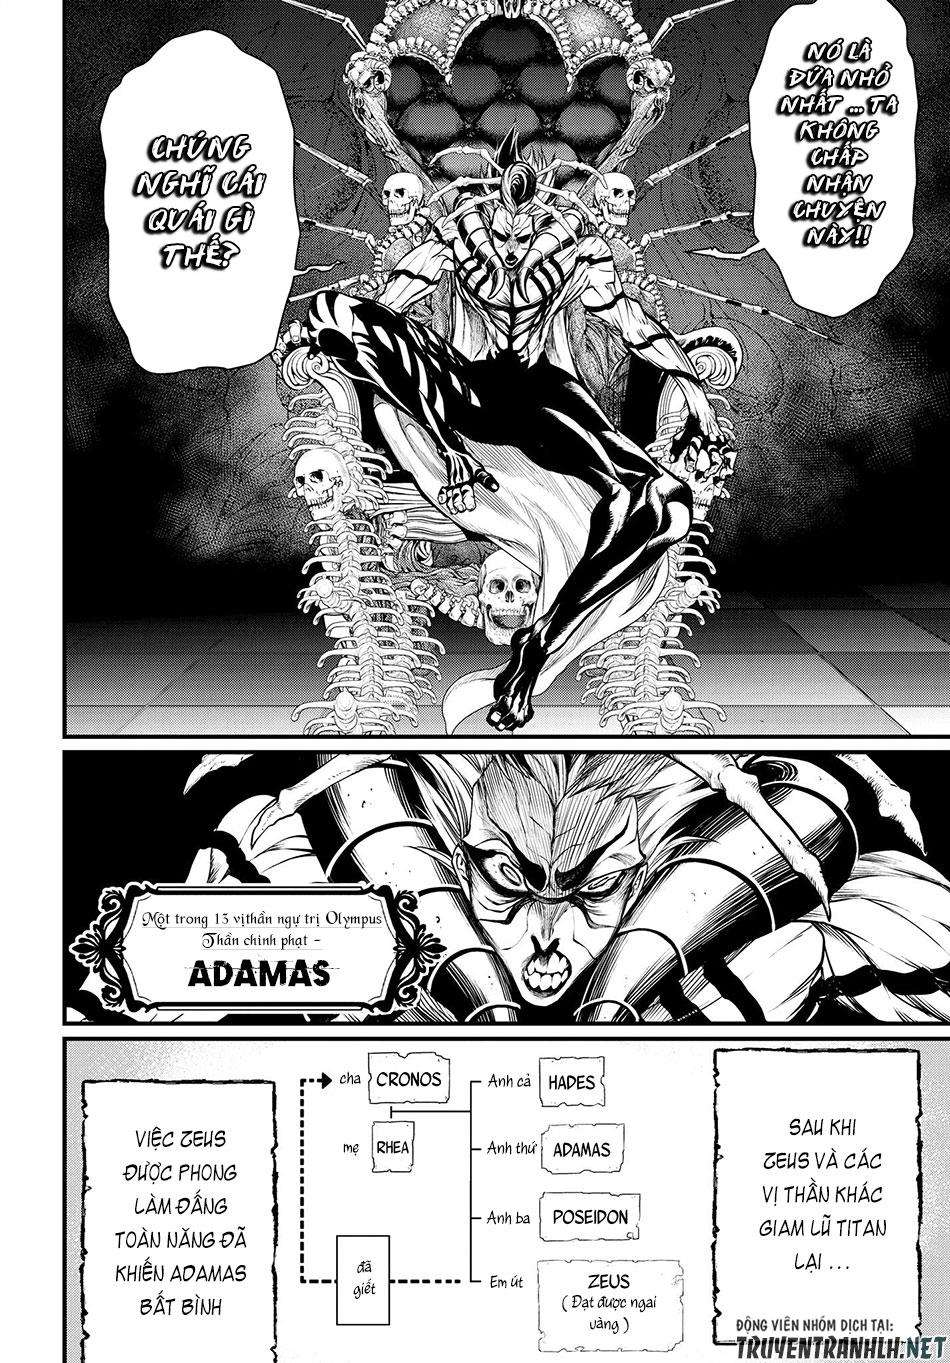 NÓ LÀ
ĐỨA NHỎ
NHẤT ... TA
KHÔNG
CHẤP
NHẬN
CHUYỆN
NÀY!!
CHÚNG
NGHĨ CÁI
QUÁI GÌ
THẾ?
Một trong 13 vịthần ngự trị Olympus
Thần chinh phạt -
ADAMAS
SAU KHI
ZEUS VÀ CÁC
VỊ THẦN KHÁC
GIAM LŨ TITAN
LẠI ...
cha CRONOS
mẹ RHEA
Anh cả HADES
Anh thứ ADAMAS
Anh ba POSEIDON
Em út ZEUS
( Đạt được ngai
vàng )
đã
giết
VIỆC ZEUS
ĐƯỢC PHONG
LÀM ĐẤNG
TOÀN NĂNG ĐÃ
KHIẾN ADAMAS
BẤT BÌNH
ĐỘNG VIÊN NHÓM DỊCH TẠI:
TRUYENTRANHLH.NET